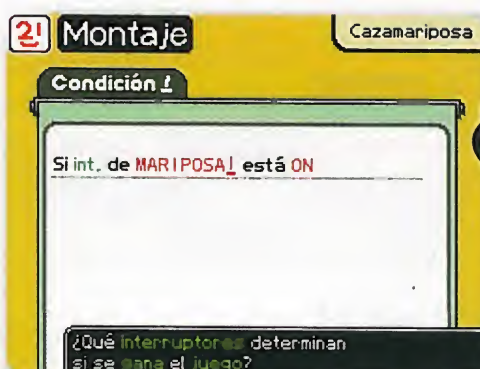 2! Montaje
Cazamariposa
Condición 1
Si int. de MARIPOSA1 está ON
¿Qué interruptores determinan
si se gana el juego?